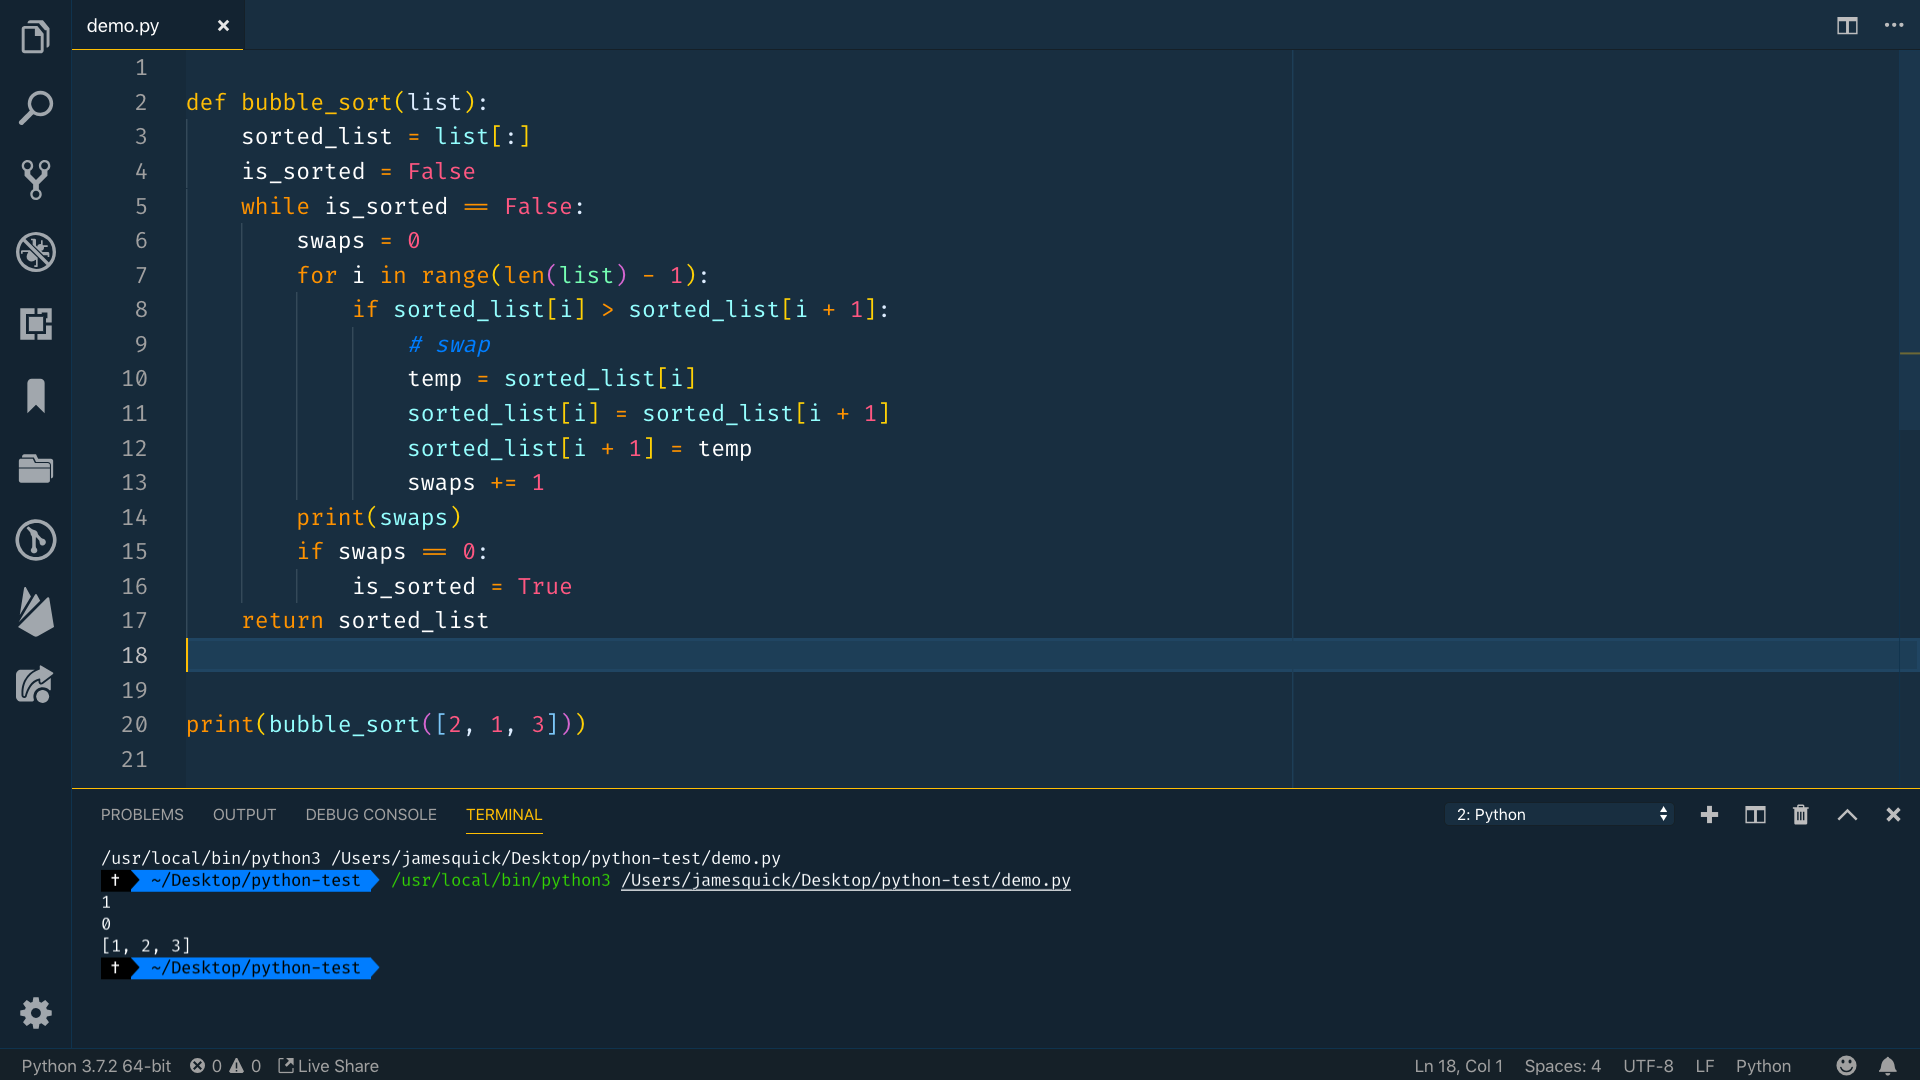 demo.py
1
2 def bubble_sort(list):
3 sorted_list = list[:]
4 is_sorted = False
5 while is_sorted == False:
6 swaps = 0
7 for i in range(len(list) - 1):
8 if sorted_list[i] > sorted_list[i + 1]:
9 # swap
10 temp = sorted_list[i]
11 sorted_list[i] = sorted_list[i + 1]
12 sorted_list[i + 1] = temp
13 swaps += 1
14 print(swaps)
15 if swaps == 0:
16 is_sorted = True
17 return sorted_list
18
19
20 print(bubble_sort([2, 1, 3]))
21
PROBLEMS OUTPUT DEBUG CONSOLE TERMINAL 2: Python
/usr/local/bin/python3 /Users/jamesquick/Desktop/python-test/demo.py
† ~/Desktop/python-test /usr/local/bin/python3 /Users/jamesquick/Desktop/python-test/demo.py
1
0
[1, 2, 3]
† ~/Desktop/python-test
Python 3.7.2 64-bit 0 0 Live Share Ln 18, Col 1 Spaces: 4 UTF-8 LF Python